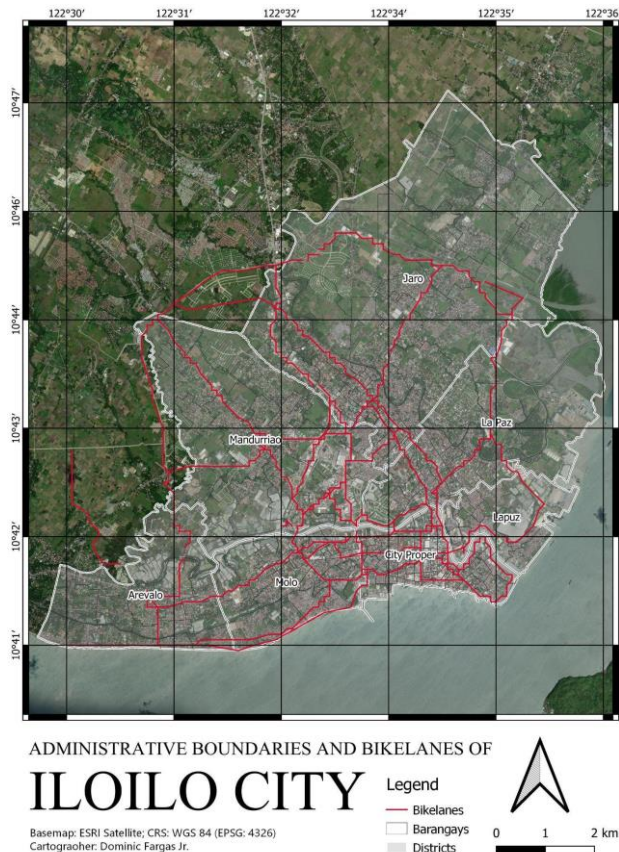 122°30' 122°31' 122°32' 122°34' 122°35' 122°36'
10°47'
10°46'
Jaro
10°44'
10°43'
La Paz
Mandurriao
Lapuz
10°42'
City Proper
Molo
Arevalo
10°41'
ADMINISTRATIVE BOUNDARIES AND BIKELANES OF
ILOILO CITY
Legend
Bikelanes
Barangays
Districts
0 1 2 km
Basemap: ESRI Satellite; CRS: WGS 84 (EPSG: 4326)
Cartograoher: Dominic Fargas Jr.